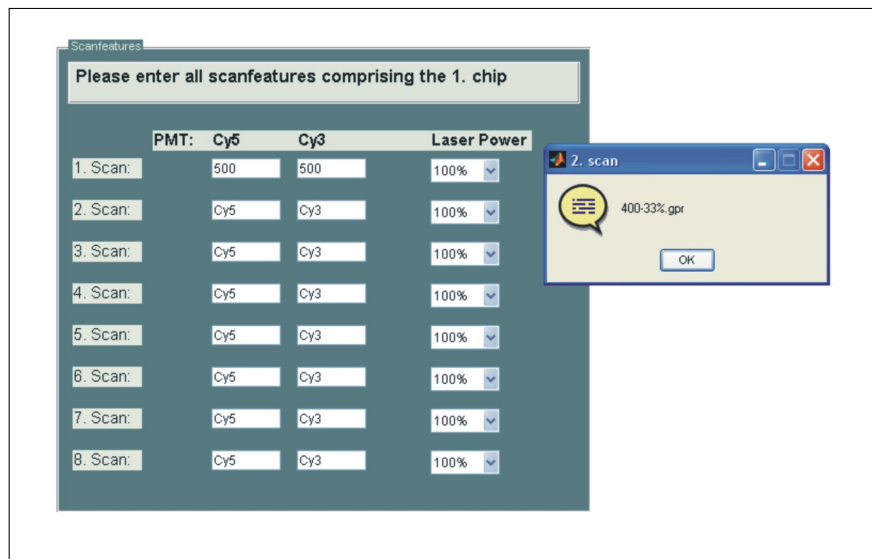 Scanfeatures
Please enter all scanfeatures comprising the 1. chip
PMT: Cy5 Cy3 Laser Power
1. Scan: 500 500 100%
2. Scan: Cy5 Cy3 100%
3. Scan: Cy5 Cy3 100%
4. Scan: Cy5 Cy3 100%
5. Scan: Cy5 Cy3 100%
6. Scan: Cy5 Cy3 100%
7. Scan: Cy5 Cy3 100%
8. Scan: Cy5 Cy3 100%
2. scan
400-33%.gpr
OK